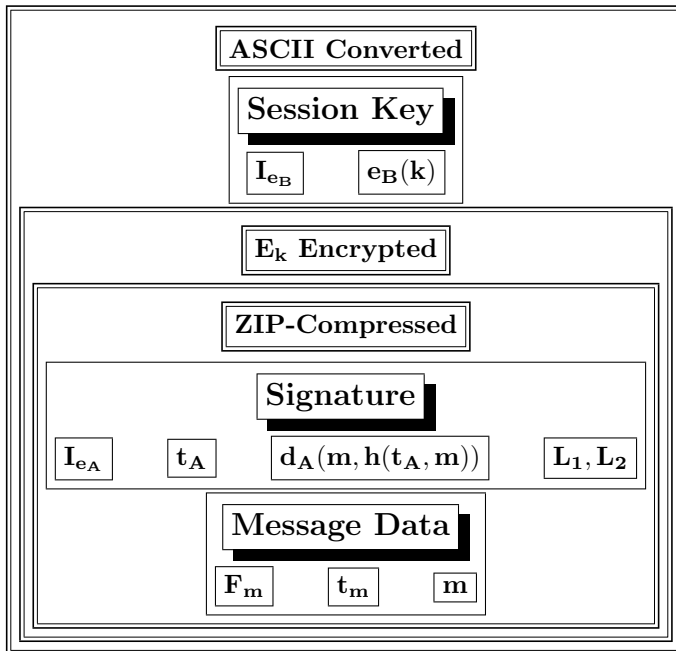 ASCII Converted
Session Key
I_{e_B} e_B(k)
E_k Encrypted
ZIP-Compressed
Signature
I_{e_A} t_A d_A(m, h(t_A, m)) L_1, L_2
Message Data
F_m t_m m